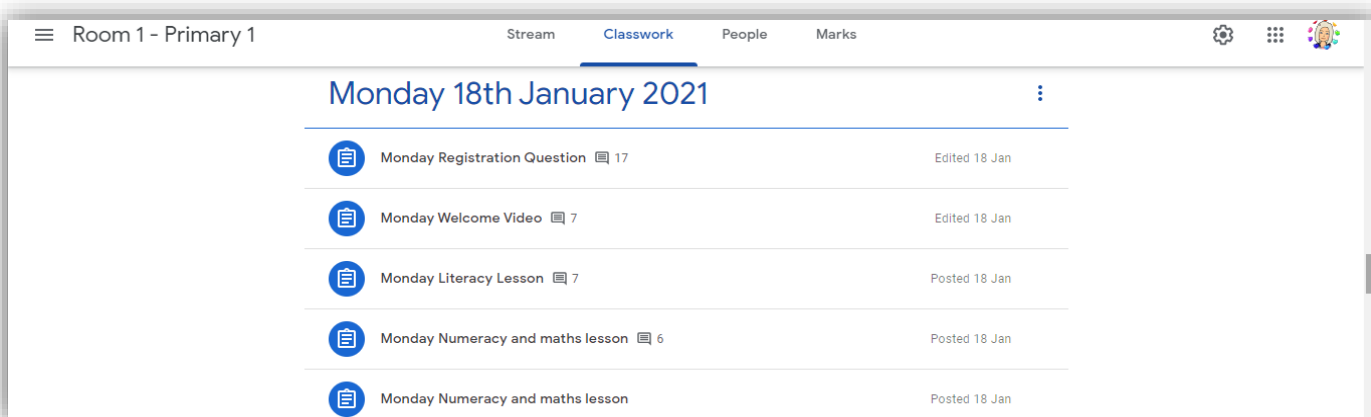 Room 1 - Primary 1 Stream Classwork People Marks
Monday 18th January 2021
Monday Registration Question 17 Edited 18 Jan
Monday Welcome Video 7 Edited 18 Jan
Monday Literacy Lesson 7 Posted 18 Jan
Monday Numeracy and maths lesson 6 Posted 18 Jan
Monday Numeracy and maths lesson Posted 18 Jan